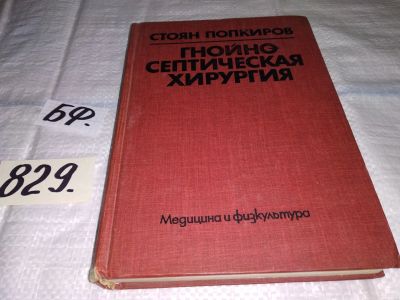 СТОЯН ПОПКИРОВ
ГНОЙНО-
СЕПТИЧЕСКАЯ
ХИРУРГИЯ
Медицина и физкультура
БФ.
829.